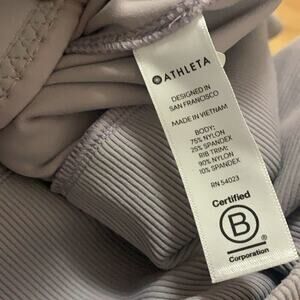 ATHLETA
DESIGNED IN
SAN FRANCISCO
MADE IN VIETNAM
BODY:
75% NYLON
25% SPANDEX
RIB TRIM:
90% NYLON
10% SPANDEX
RN 54023
Certified
B
®
Corporation